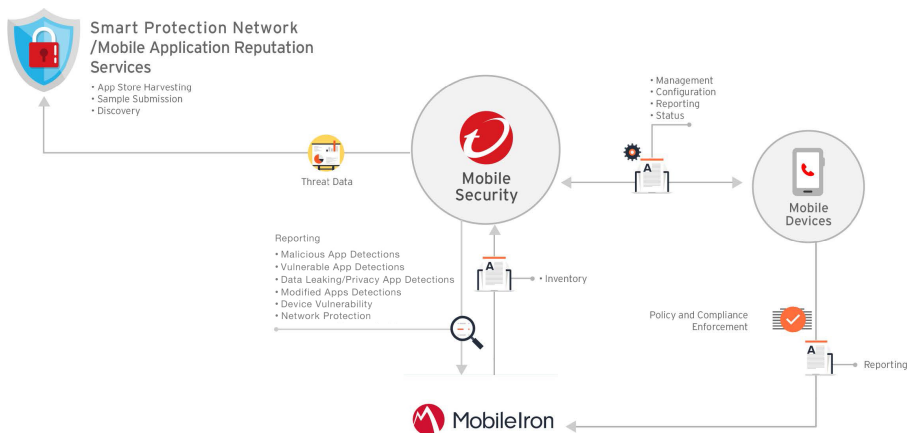 Smart Protection Network
/Mobile Application Reputation
Services
• App Store Harvesting
• Sample Submission
• Discovery
Threat Data
Mobile
Security
• Management
• Configuration
• Reporting
• Status
A
Mobile
Devices
Reporting
• Malicious App Detections
• Vulnerable App Detections
• Data Leaking/Privacy App Detections
• Modified Apps Detections
• Device Vulnerability
• Network Protection
A
• Inventory
Policy and Compliance
Enforcement
A
• Reporting
MobileIron